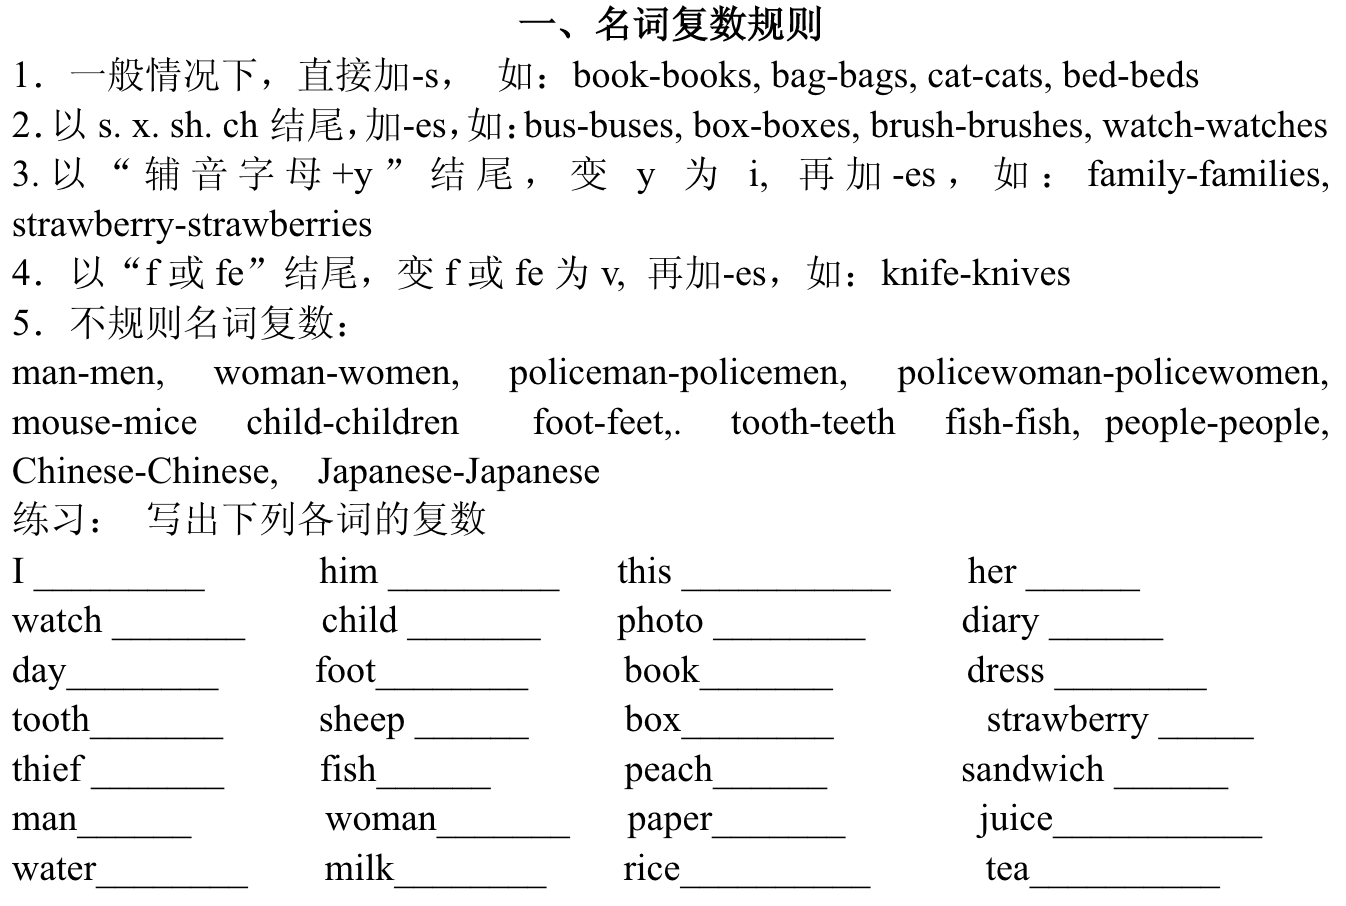 一、名词复数规则
1．一般情况下，直接加-s， 如：book-books, bag-bags, cat-cats, bed-beds
2. 以 s. x. sh. ch 结尾，加-es，如：bus-buses, box-boxes, brush-brushes, watch-watches
3. 以“辅音字母+y”结尾，变 y 为 i, 再加-es，如：family-families,
strawberry-strawberries
4．以“f 或 fe”结尾，变 f 或 fe 为 v, 再加-es，如：knife-knives
5．不规则名词复数：
man-men, woman-women, policeman-policemen, policewoman-policewomen,
mouse-mice child-children foot-feet,. tooth-teeth fish-fish, people-people,
Chinese-Chinese, Japanese-Japanese
练习： 写出下列各词的复数
I _________ him _________ this ___________ her ______
watch _______ child _______ photo ________ diary ______
day________ foot________ book_______ dress ________
tooth_______ sheep ______ box________ strawberry _____
thief _______ fish______ peach______ sandwich ______
man______ woman_______ paper_______ juice___________
water________ milk________ rice__________ tea__________